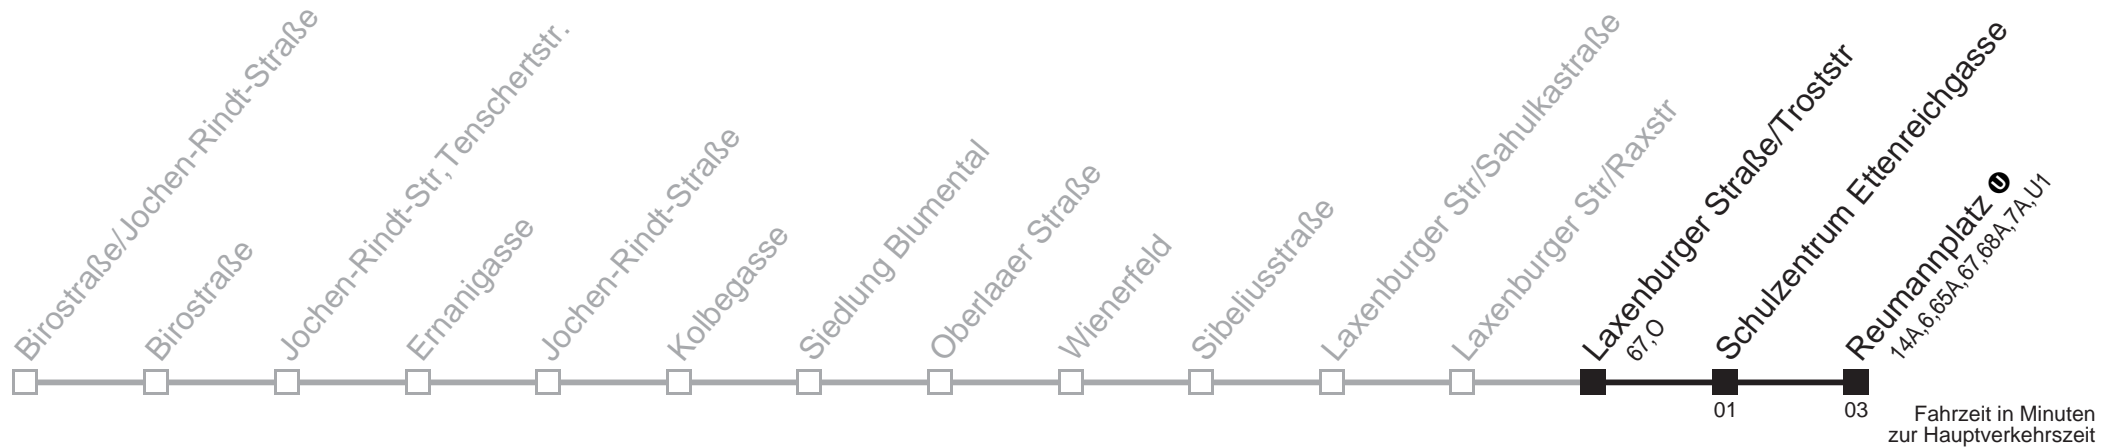 Birostraße/Jochen-Rindt-Straße
Birostraße
Jochen-Rindt-Str,Tenschertstr.
Ernanigasse
Jochen-Rindt-Straße
Kolbegasse
Siedlung Blumental
Oberlaaer Straße
Wienerfeld
Sibeliusstraße
Laxenburger Str/Sahulkastraße
Laxenburger Str/Raxstr
Laxenburger Straße/Troststr
67,O
Schulzentrum Ettenreichgasse
Reumannplatz U
14A,6,65A,67,68A,7A,U1
01
03
Fahrzeit in Minuten
zur Hauptverkehrszeit